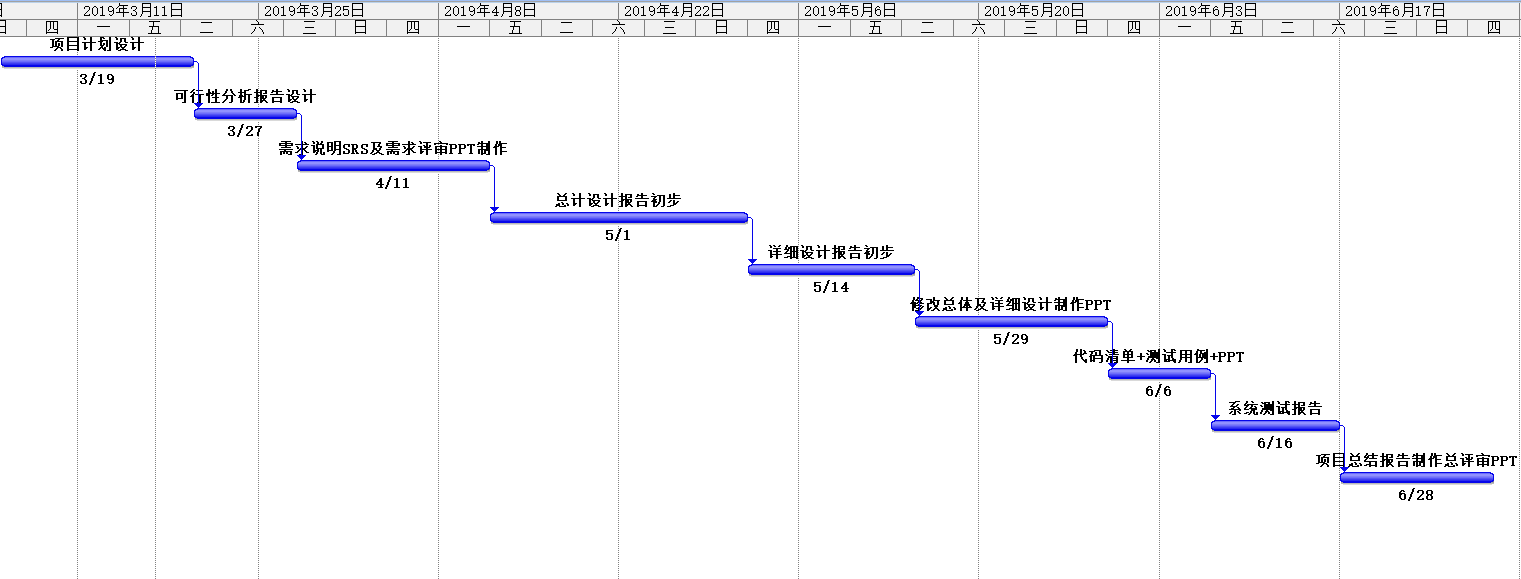 日 2019年3月11日 2019年3月25日 2019年4月8日 2019年4月22日 2019年5月6日 2019年5月20日 2019年6月3日 2019年6月17日
日 四 一 五 二 六 三 日 四 一 五 二 六 三 日 四 一 五 二 六 三 日 四 一 五 二 六 三 日 四
项目计划设计
3/19
可行性分析报告设计
3/27
需求说明SRS及需求评审PPT制作
4/11
总计设计报告初步
5/1
详细设计报告初步
5/14
修改总体及详细设计制作PPT
5/29
代码清单+测试用例+PPT
6/6
系统测试报告
6/16
项目总结报告制作总评审PPT
6/28